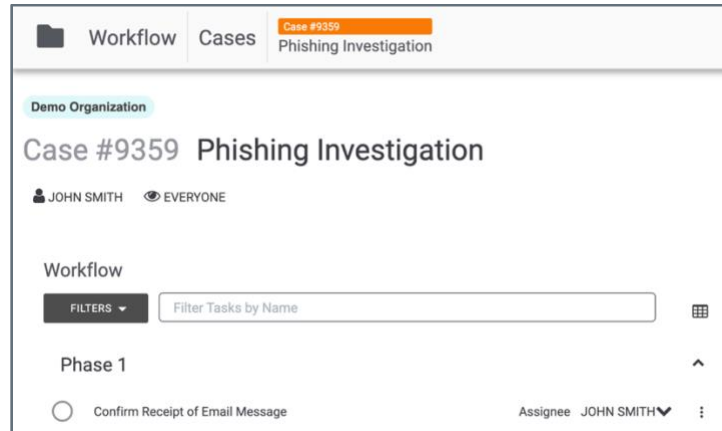 Workflow Cases Case #9359
Phishing Investigation
Demo Organization
Case #9359 Phishing Investigation
JOHN SMITH EVERYONE
Workflow
FILTERS Filter Tasks by Name
Phase 1
Confirm Receipt of Email Message Assignee JOHN SMITH